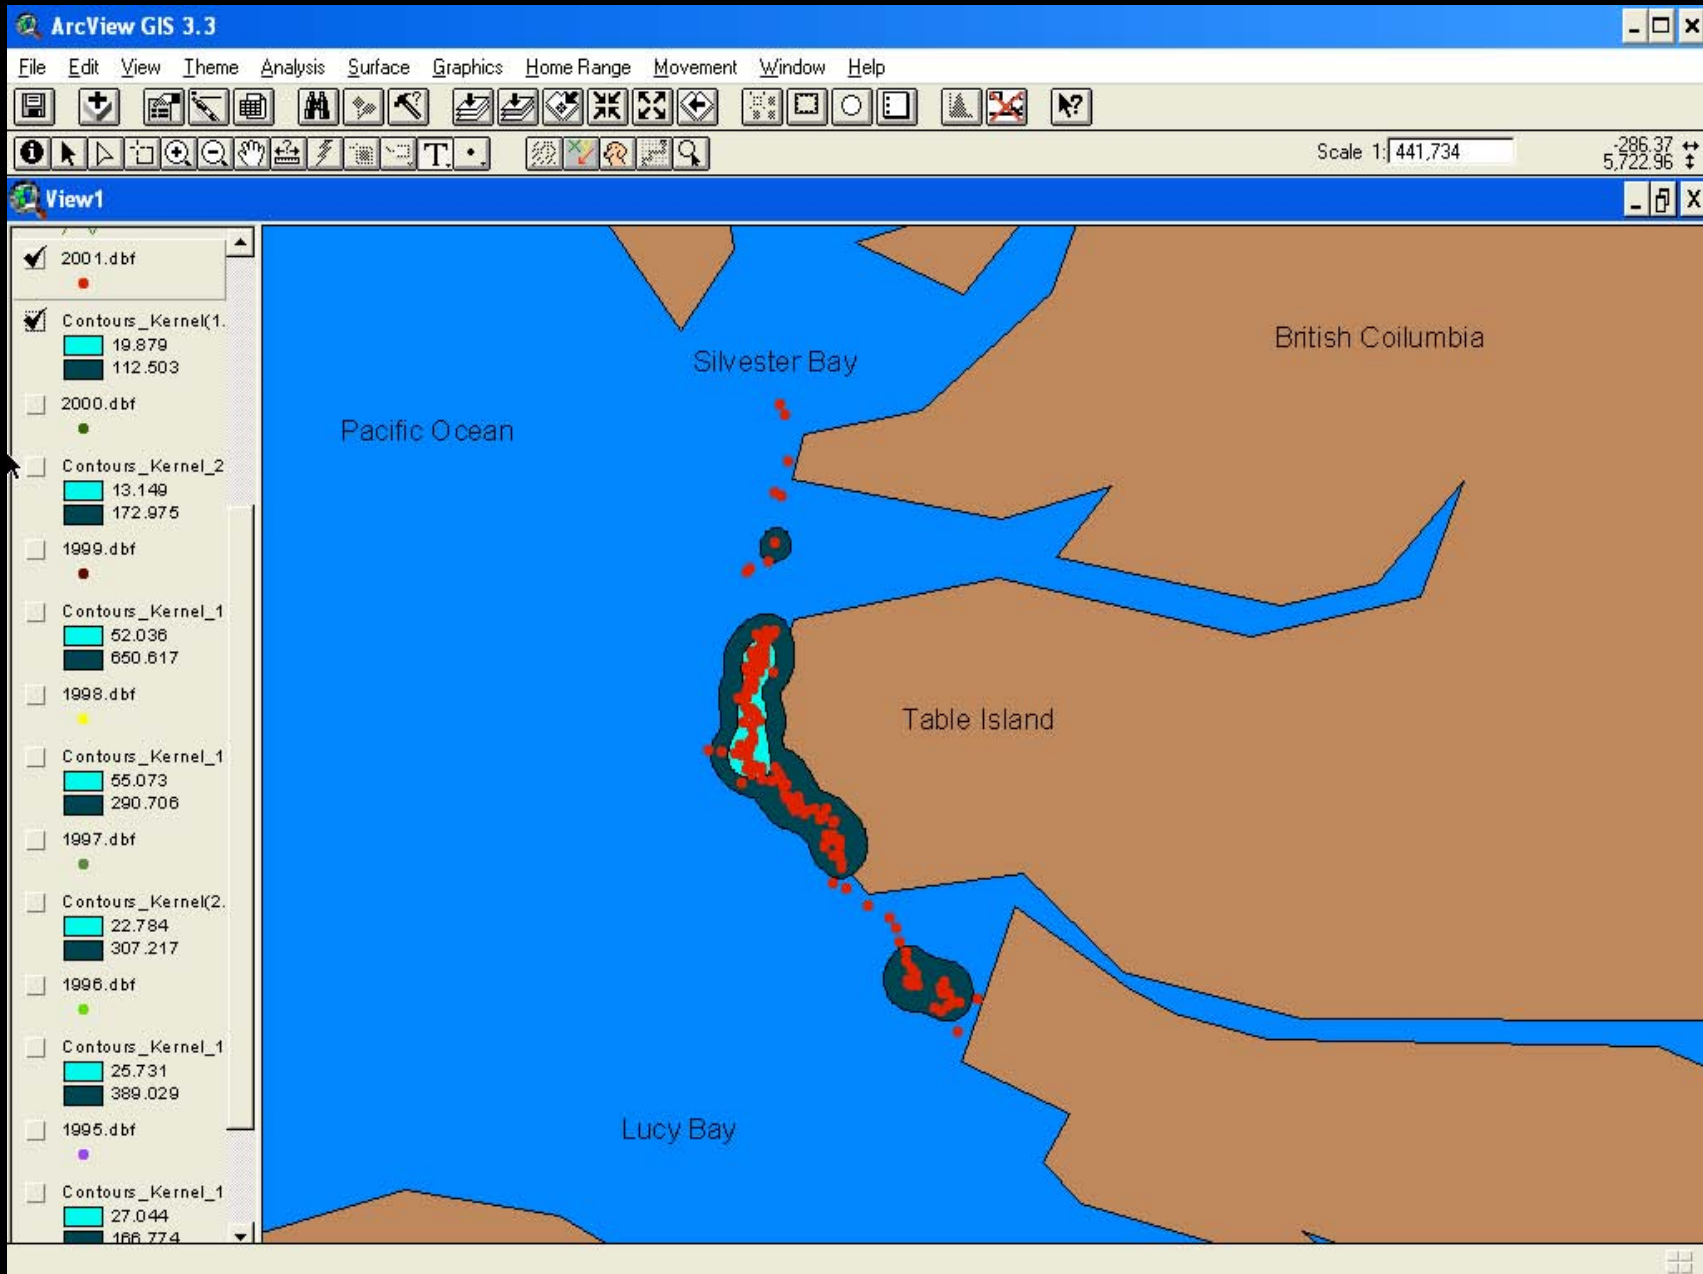 ArcView GIS 3.3
File Edit View Theme Analysis Surface Graphics Home Range Movement Window Help
Scale 1: 441,734
-286.37
5,722.96
View1
2001.dbf
Contours_Kernel(1.
19.879
112.503
2000.dbf
Contours_Kernel_2
13.149
172.975
1999.dbf
Contours_Kernel_1
52.036
650.617
1998.dbf
Contours_Kernel_1
55.073
290.706
1997.dbf
Contours_Kernel(2.
22.784
307.217
1996.dbf
Contours_Kernel_1
25.731
389.029
1995.dbf
Contours_Kernel_1
27.044
166.774
British Coilumbia
Silvester Bay
Pacific Ocean
Table Island
Lucy Bay